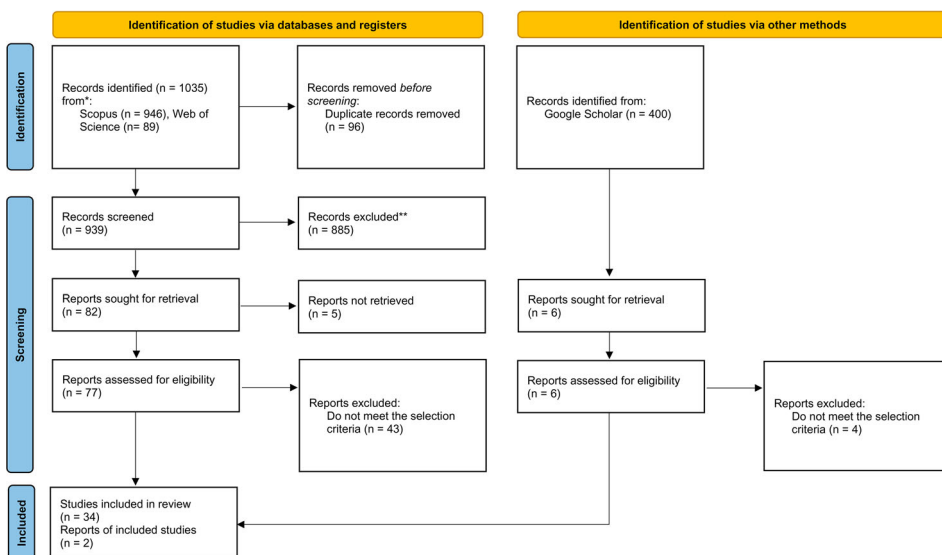 Identification of studies via databases and registers
Identification of studies via other methods
Identification
Records identified (n = 1035)
from*:
Scopus (n = 946), Web of
Science (n= 89)
Records removed before
screening:
Duplicate records removed
(n = 96)
Records identified from:
Google Scholar (n = 400)
Screening
Records screened
(n = 939)
Records excluded**
(n = 885)
Reports sought for retrieval
(n = 82)
Reports not retrieved
(n = 5)
Reports sought for retrieval
(n = 6)
Reports assessed for eligibility
(n = 77)
Reports excluded:
Do not meet the selection
criteria (n = 43)
Reports assessed for eligibility
(n = 6)
Reports excluded:
Do not meet the selection
criteria (n = 4)
Included
Studies included in review
(n = 34)
Reports of included studies
(n = 2)